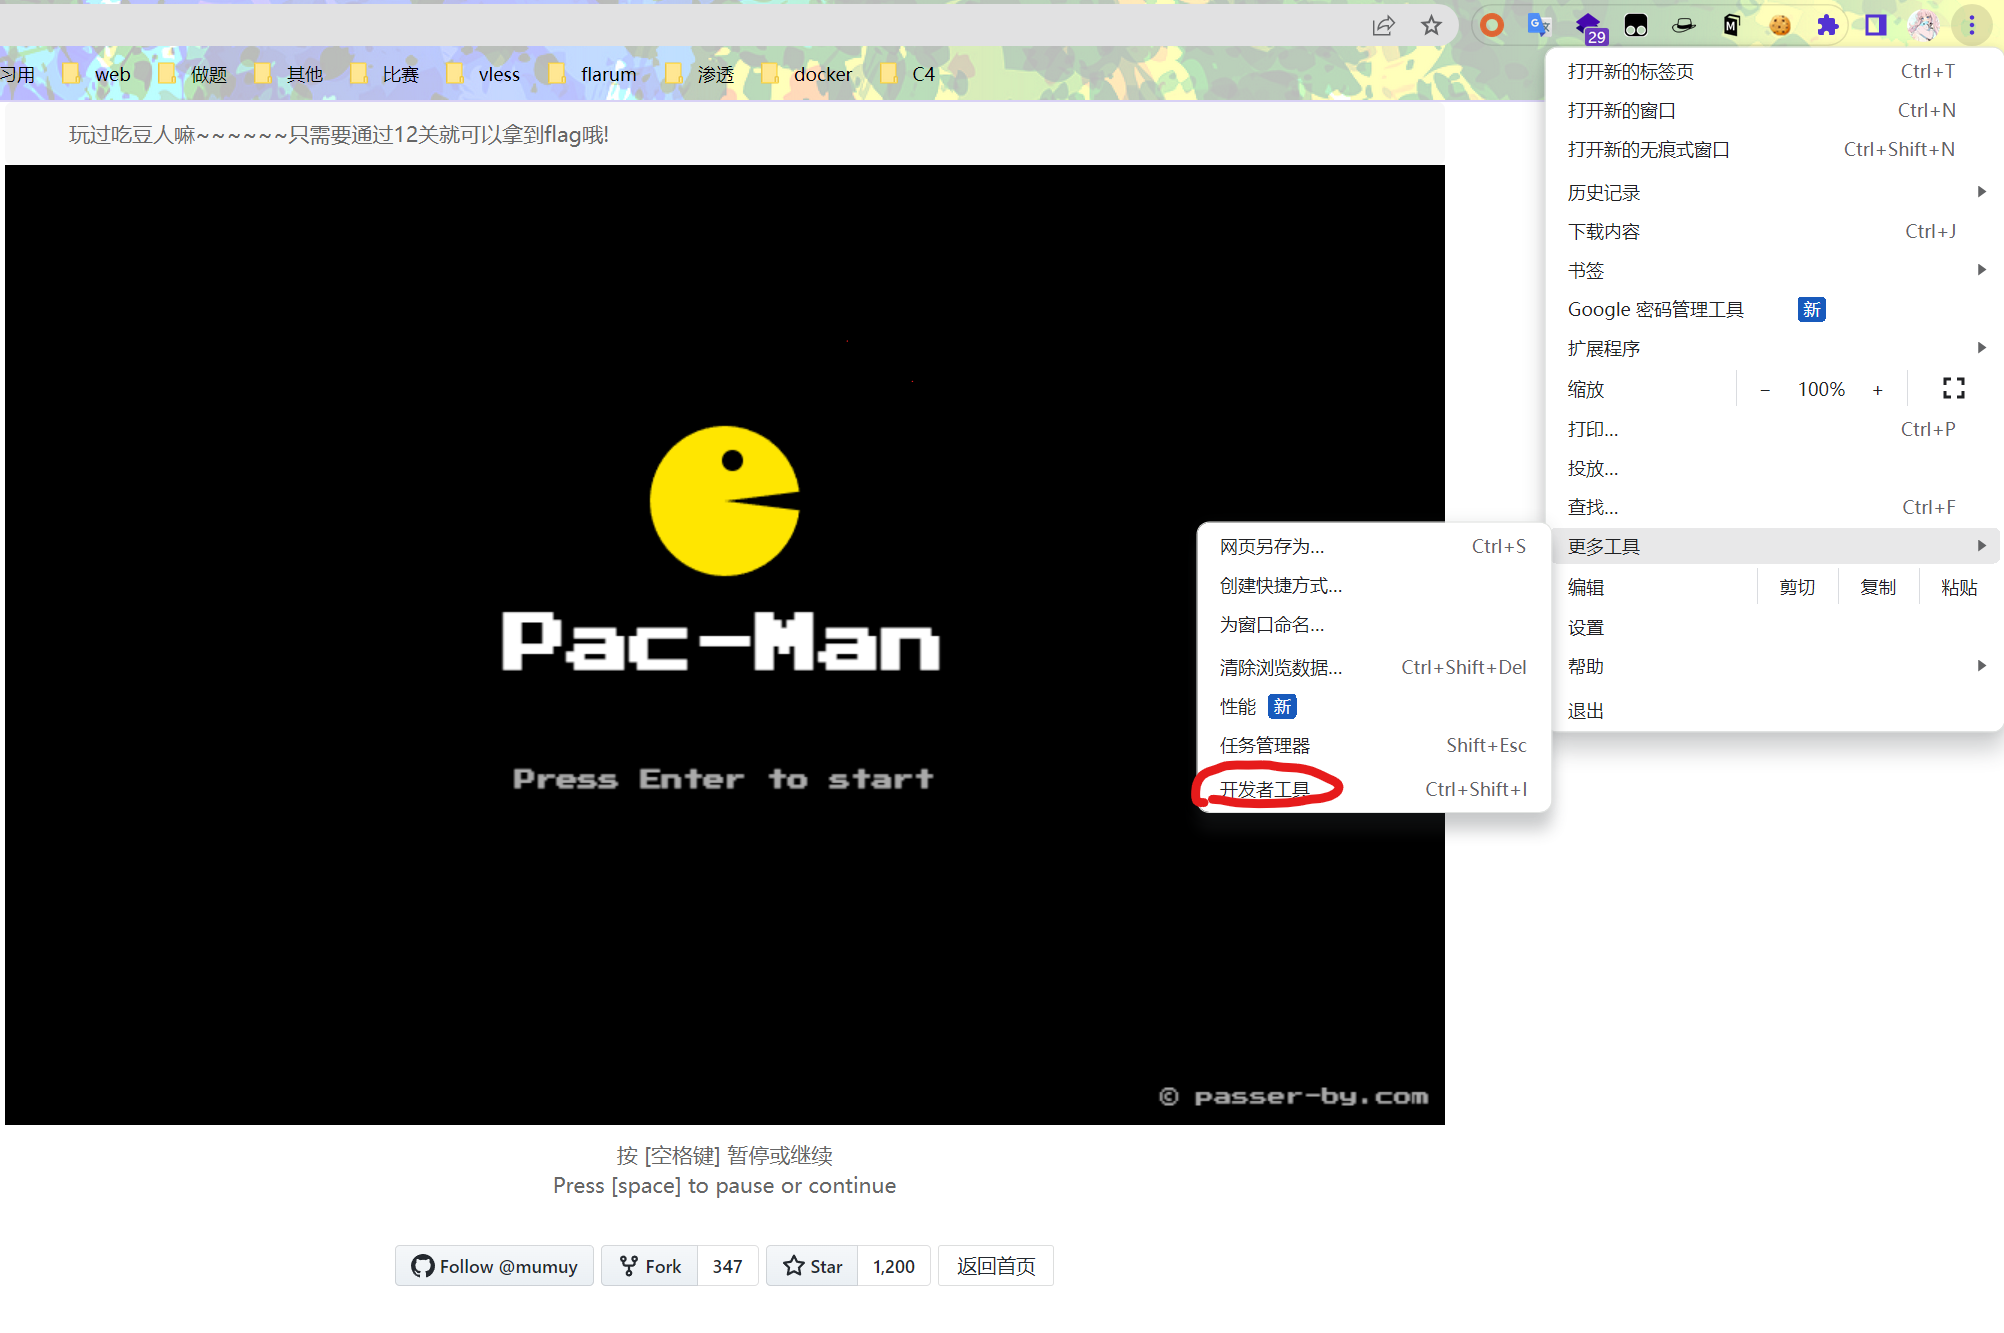 29
习用 web 做题 其他 比赛 vless flarum 渗透 docker C4
玩过吃豆人嘛~~~~~~只需要通过12关就可以拿到flag哦!
Pac-Man
Press Enter to start
© passer-by.com
按 [空格键] 暂停或继续
Press [space] to pause or continue
Follow @mumuy Fork 347 Star 1,200 返回首页
打开新的标签页 Ctrl+T
打开新的窗口 Ctrl+N
打开新的无痕式窗口 Ctrl+Shift+N
历史记录
下载内容 Ctrl+J
书签
Google 密码管理工具 新
扩展程序
缩放 – 100% +
打印... Ctrl+P
投放...
查找... Ctrl+F
更多工具
编辑 剪切 复制 粘贴
设置
帮助
退出
网页另存为... Ctrl+S
创建快捷方式...
为窗口命名...
清除浏览数据... Ctrl+Shift+Del
性能 新
任务管理器 Shift+Esc
开发者工具 Ctrl+Shift+I